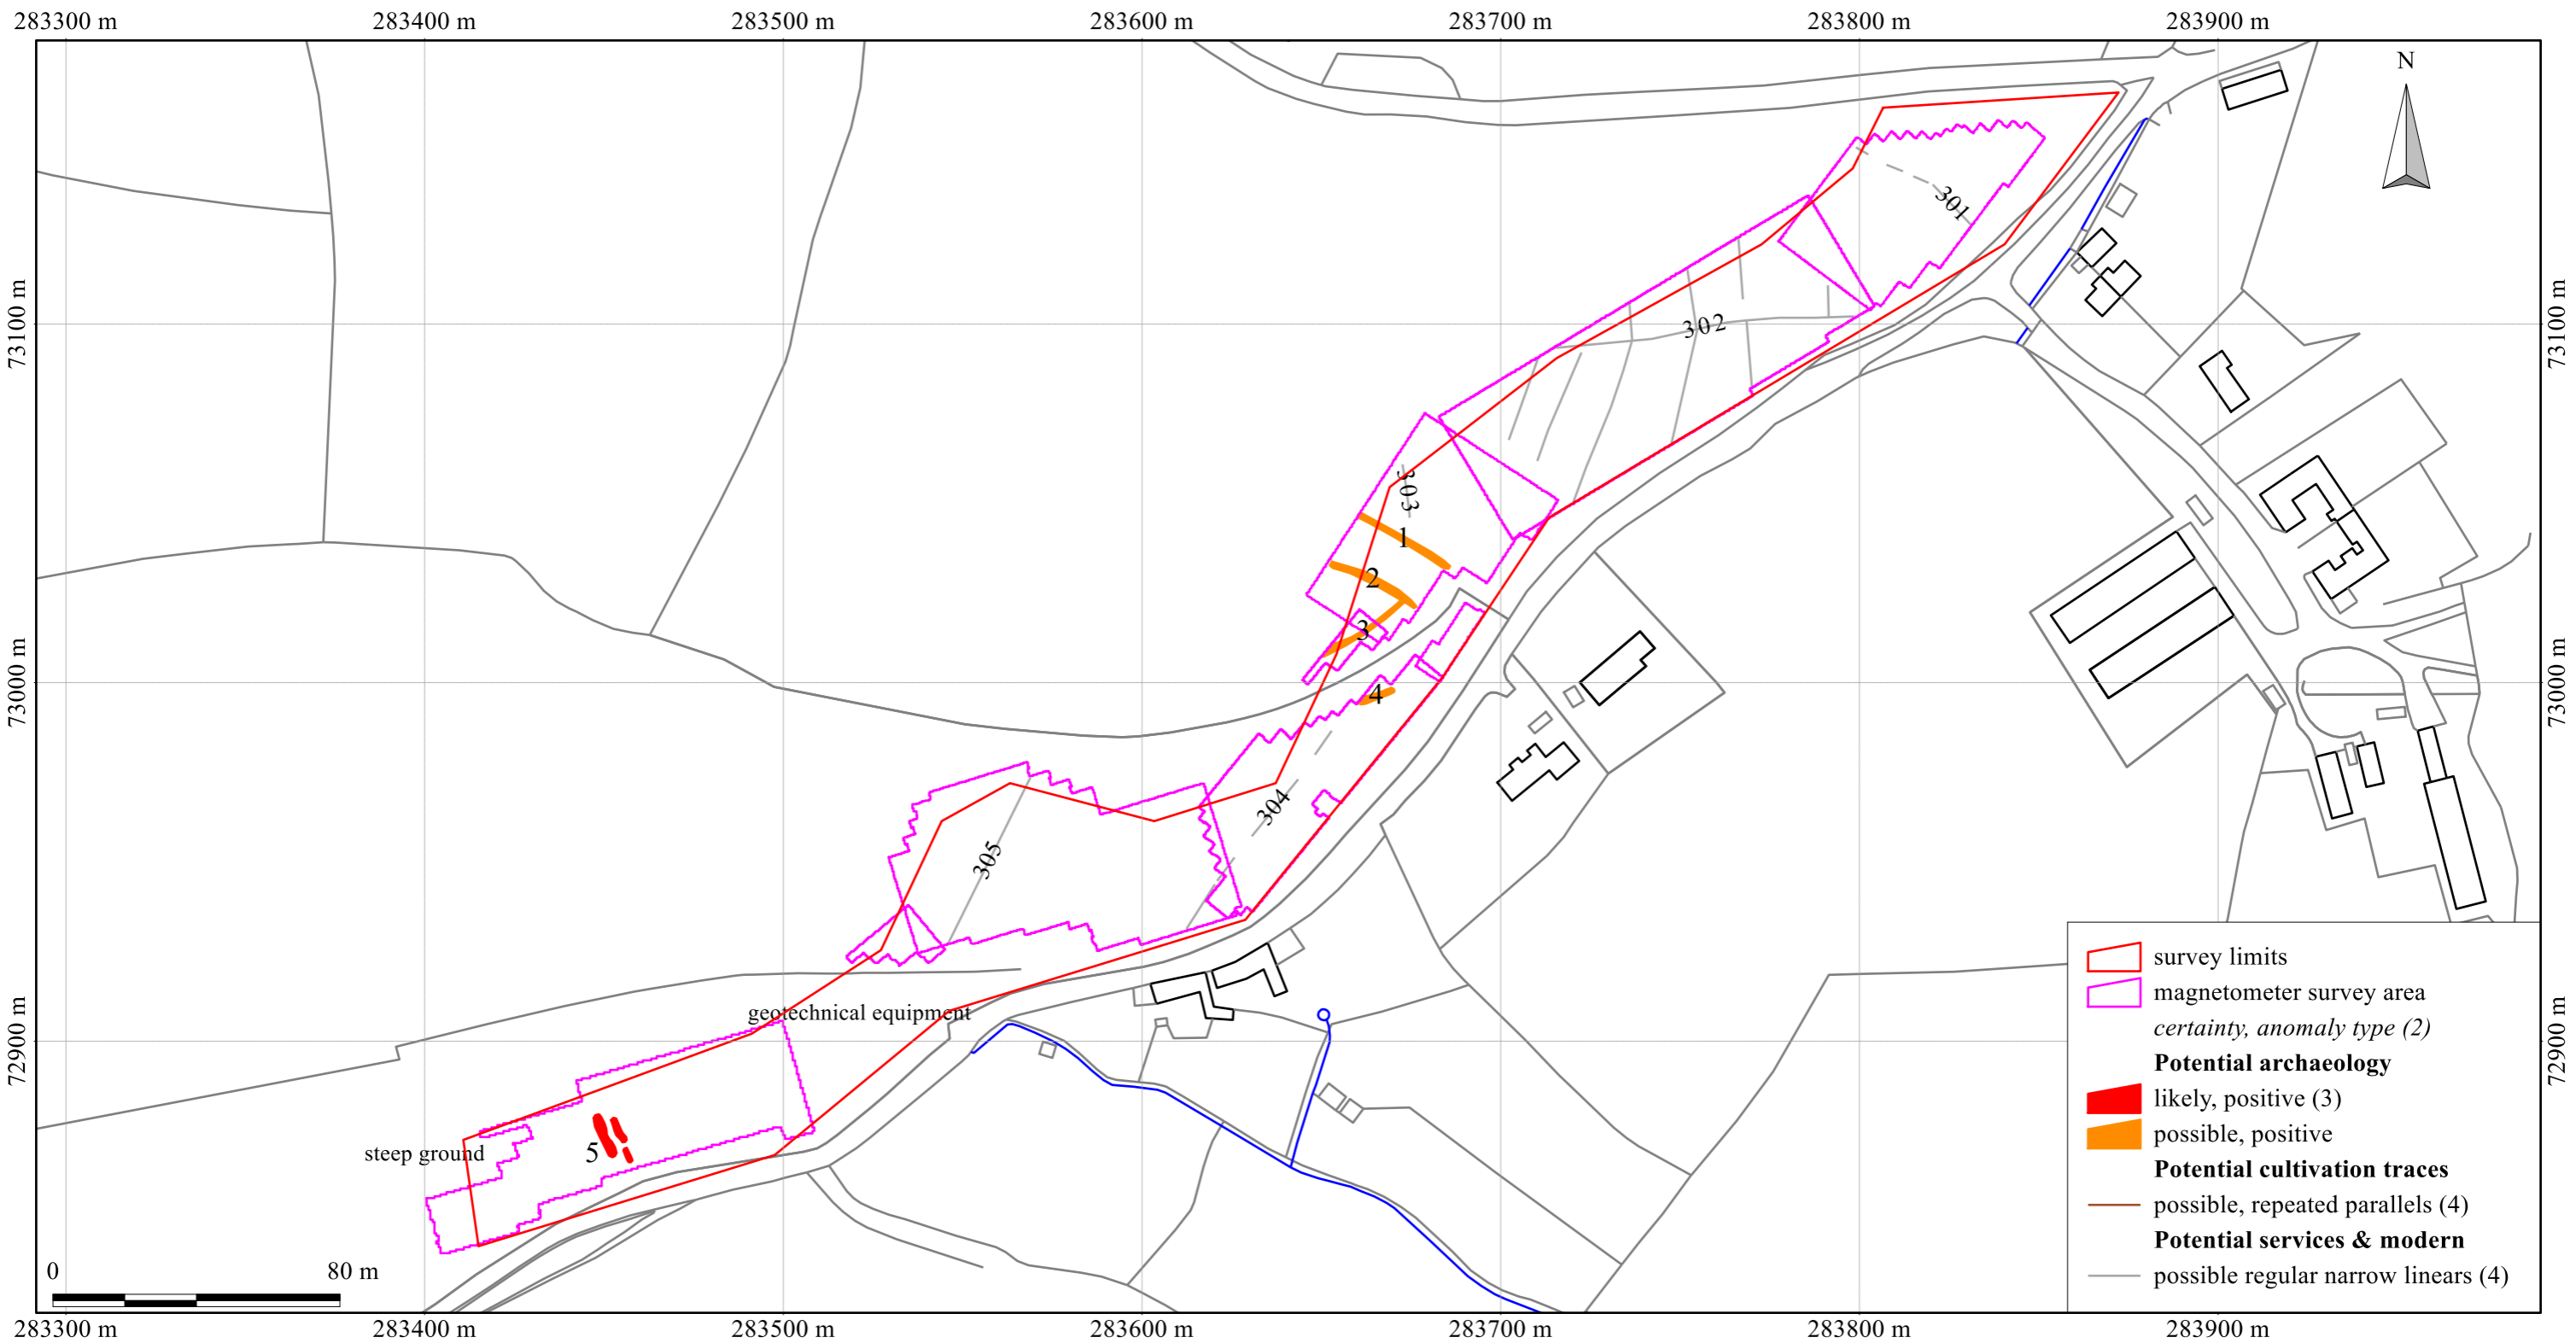 283300 m 283400 m 283500 m 283600 m 283700 m 283800 m 283900 m
N
301
73100 m
302
73100 m
303
1
2
3
73000 m
4
73000 m
304
305
geotechnical equipment
72900 m
72900 m
steep ground
5
survey limits
magnetometer survey area
certainty, anomaly type (2)
Potential archaeology
likely, positive (3)
possible, positive
Potential cultivation traces
possible, repeated parallels (4)
Potential services & modern
possible regular narrow linears (4)
0 80 m
283300 m 283400 m 283500 m 283600 m 283700 m 283800 m 283900 m